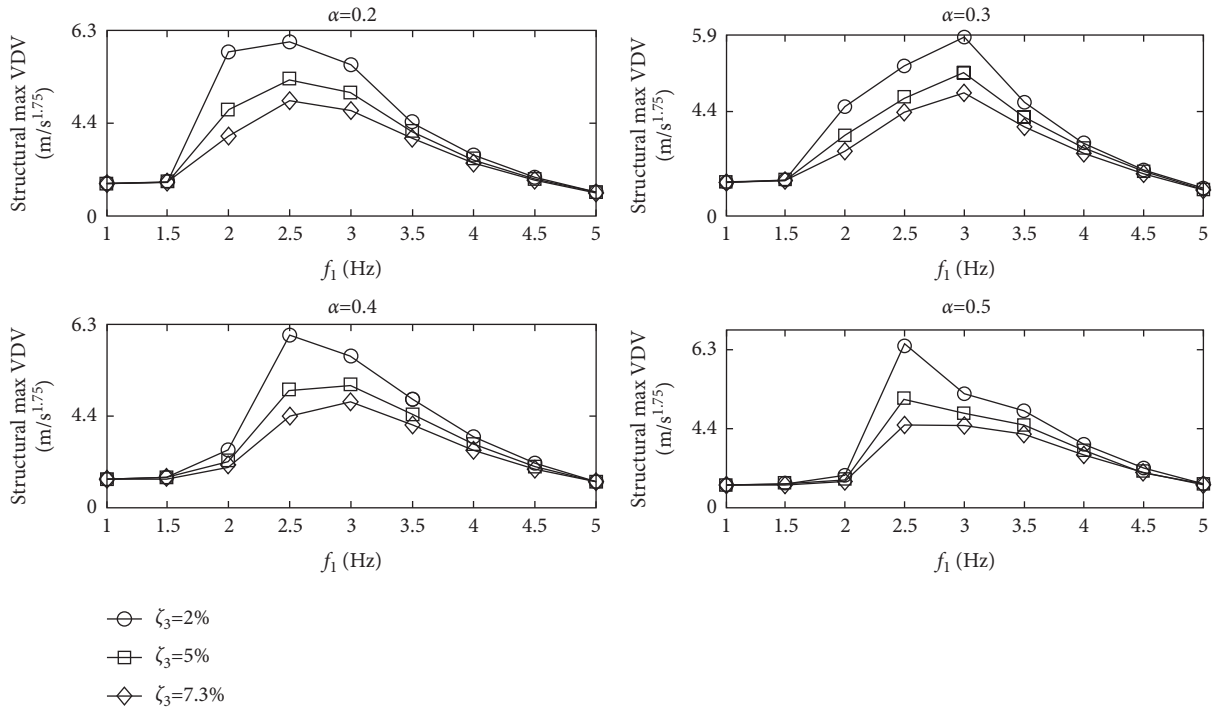 α=0.2
Structural max VDV
(m/s^1.75)
6.3
4.4
0
1 1.5 2 2.5 3 3.5 4 4.5 5
f₁ (Hz)
α=0.3
Structural max VDV
(m/s^1.75)
5.9
4.4
0
1 1.5 2 2.5 3 3.5 4 4.5 5
f₁ (Hz)
α=0.4
Structural max VDV
(m/s^1.75)
6.3
4.4
0
1 1.5 2 2.5 3 3.5 4 4.5 5
f₁ (Hz)
α=0.5
Structural max VDV
(m/s^1.75)
6.3
4.4
0
1 1.5 2 2.5 3 3.5 4 4.5 5
f₁ (Hz)
ζ₃=2%
ζ₃=5%
ζ₃=7.3%